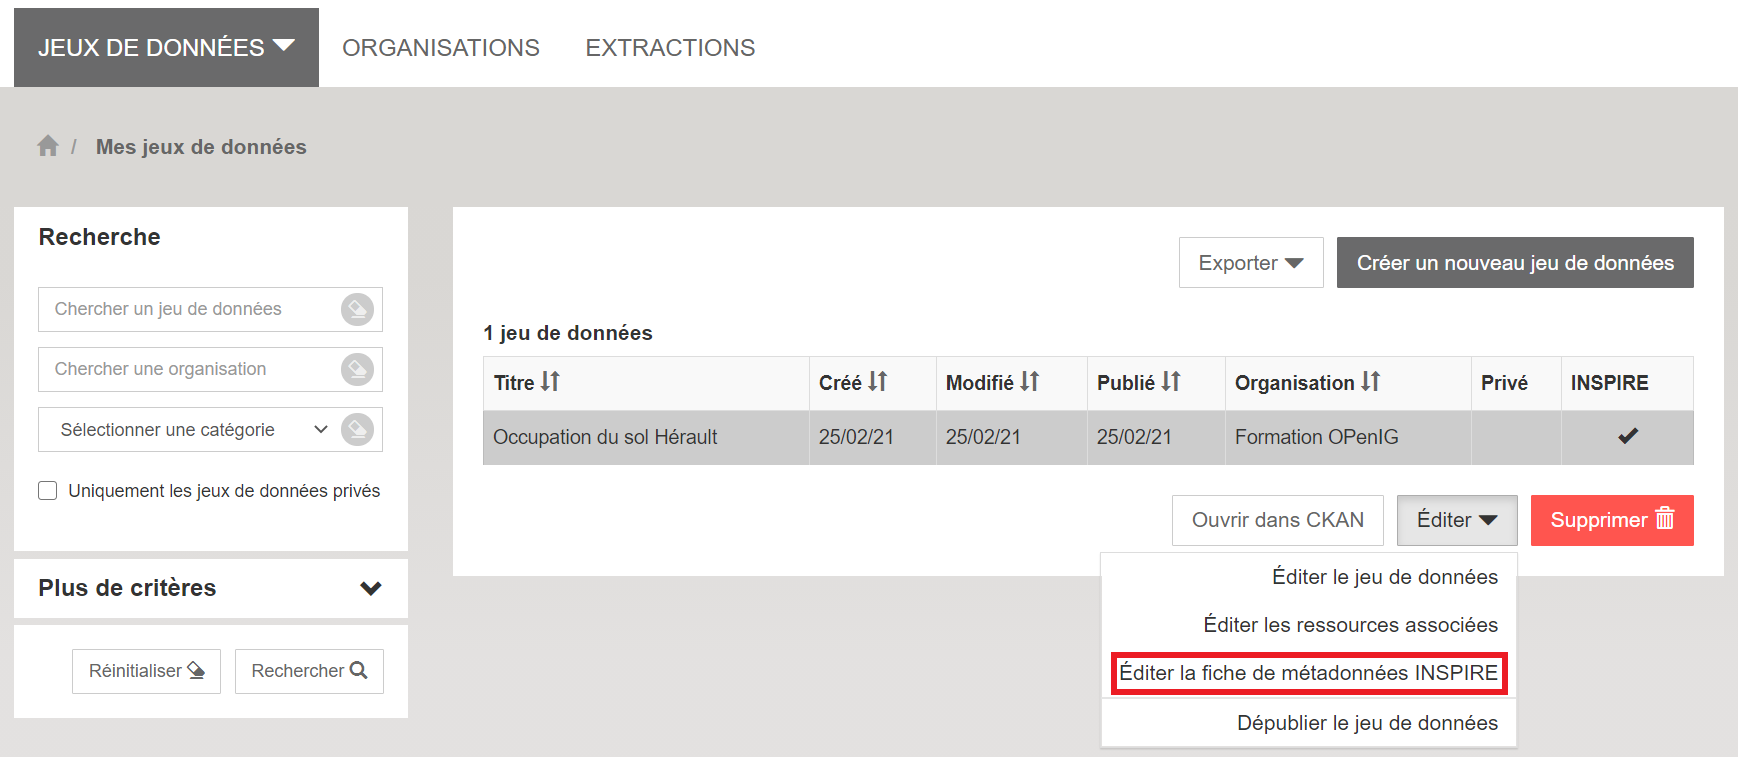 JEUX DE DONNÉES ORGANISATIONS EXTRACTIONS
/ Mes jeux de données
Recherche
Chercher un jeu de données
Chercher une organisation
Sélectionner une catégorie
Uniquement les jeux de données privés
Plus de critères
Réinitialiser Rechercher
Exporter Créer un nouveau jeu de données
1 jeu de données
Titre Créé Modifié Publié Organisation Privé INSPIRE
Occupation du sol Hérault 25/02/21 25/02/21 25/02/21 Formation OPenIG
Ouvrir dans CKAN Éditer Supprimer
Éditer le jeu de données
Éditer les ressources associées
Éditer la fiche de métadonnées INSPIRE
Dépublier le jeu de données